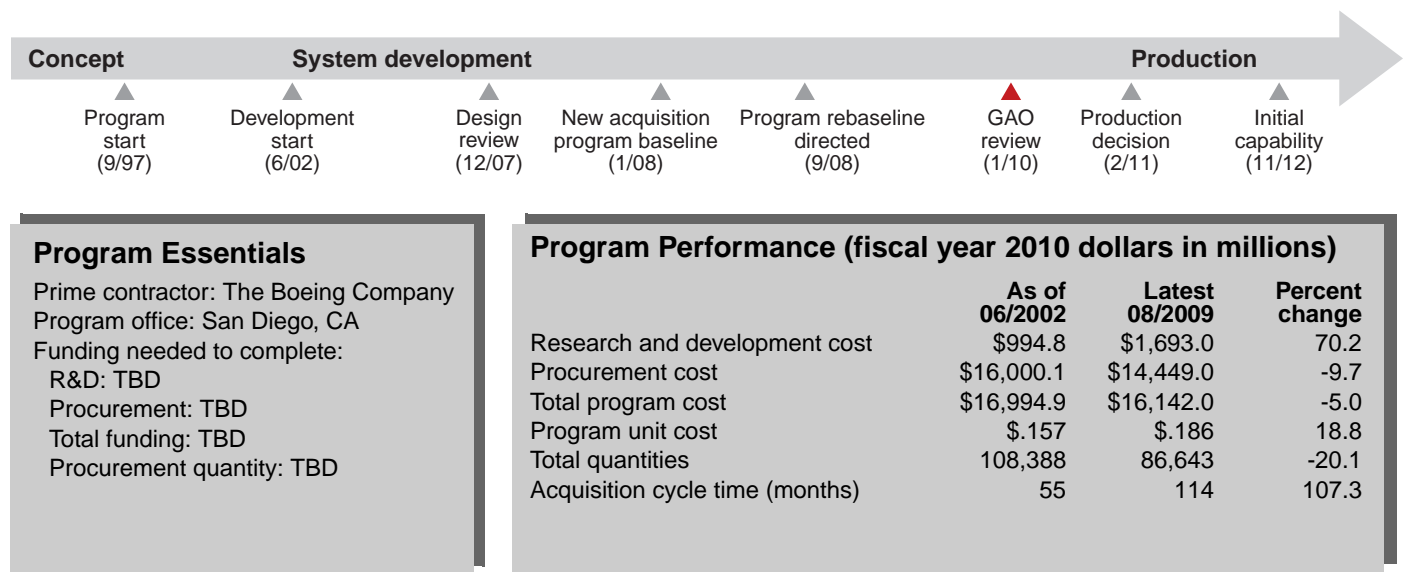 Concept System development Production
Program start (9/97)
Development start (6/02)
Design review (12/07)
New acquisition program baseline (1/08)
Program rebaseline directed (9/08)
GAO review (1/10)
Production decision (2/11)
Initial capability (11/12)
Program Essentials
Prime contractor: The Boeing Company
Program office: San Diego, CA
Funding needed to complete:
R&D: TBD
Procurement: TBD
Total funding: TBD
Procurement quantity: TBD
Program Performance (fiscal year 2010 dollars in millions)
As of 06/2002 Latest 08/2009 Percent change
Research and development cost $994.8 $1,693.0 70.2
Procurement cost $16,000.1 $14,449.0 -9.7
Total program cost $16,994.9 $16,142.0 -5.0
Program unit cost $.157 $.186 18.8
Total quantities 108,388 86,643 -20.1
Acquisition cycle time (months) 55 114 107.3